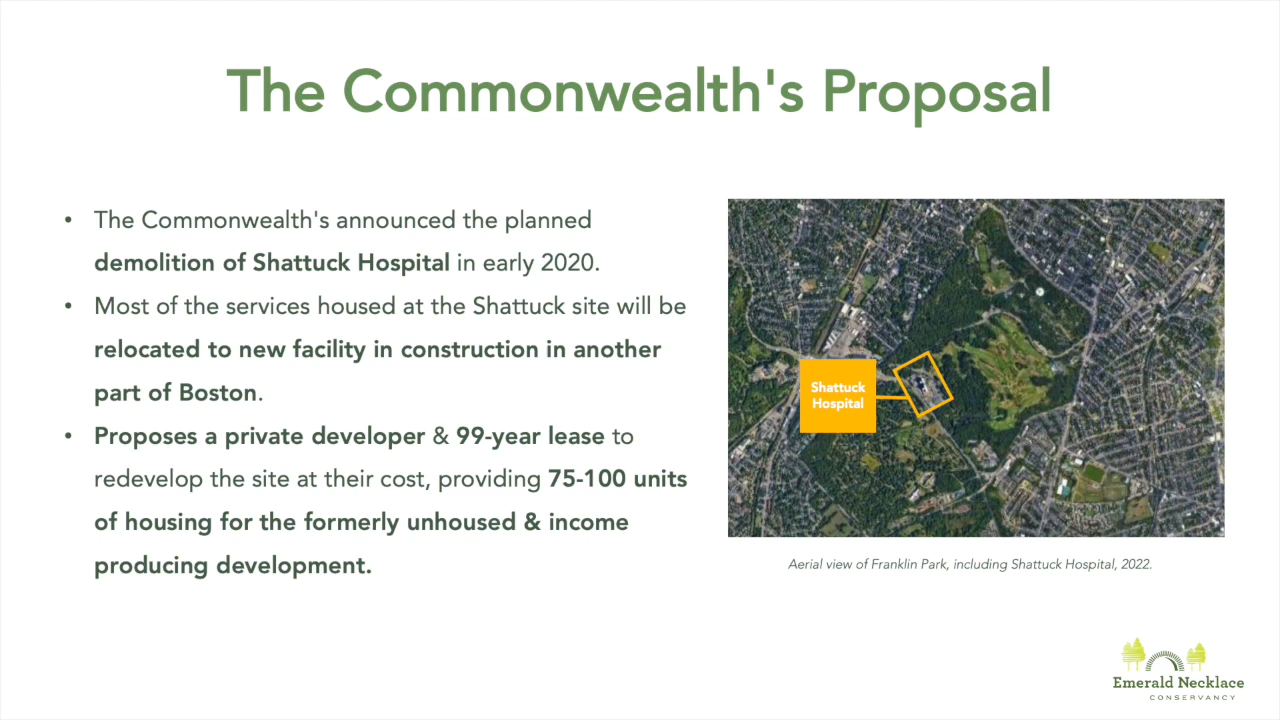 The Commonwealth's Proposal
• The Commonwealth's announced the planned
demolition of Shattuck Hospital in early 2020.
• Most of the services housed at the Shattuck site will be
relocated to new facility in construction in another
part of Boston.
• Proposes a private developer & 99-year lease to
redevelop the site at their cost, providing 75-100 units
of housing for the formerly unhoused & income
producing development.
Shattuck
Hospital
Aerial view of Franklin Park, including Shattuck Hospital, 2022.
Emerald Necklace
CONSERVANCY